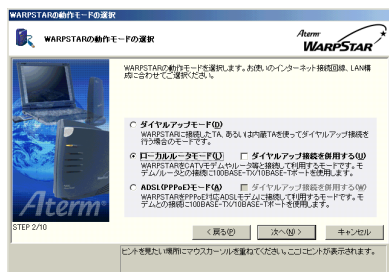 WARPSTARの動作モードの選択
WARPSTARの動作モードの選択
Aterm
WARPSTAR
WARPSTARの動作モードを選択します。お使いのインターネット接続回線、LAN構
成に合わせてご選択ください。
ダイヤルアップモード(D)
WARPSTARに接続したTA、あるいは内蔵TAを使ってダイヤルアップ接続を
行う場合のモードです。
ローカルルータモード(L) ダイヤルアップ接続を併用する(U)
WARPSTARをCATVモデムやルータ等と接続して利用するモードです。モ
デム/ルータとの接続に100BASE-TX/10BASE-Tポートを使用します。
ADSL(PPPoE)モード(A) ダイヤルアップ接続を併用する(W)
WARPSTARをPPPoE対応ADSLモデムに接続して利用するモードです。モ
デムとの接続に100BASE-TX/10BASE-Tポートを使用します。
Aterm
STEP 2/10
< 戻る(P) 次へ(N) > キャンセル
ヒントを見たい場所にマウスカーソルを重ねてください。ここにヒントが表示されます。